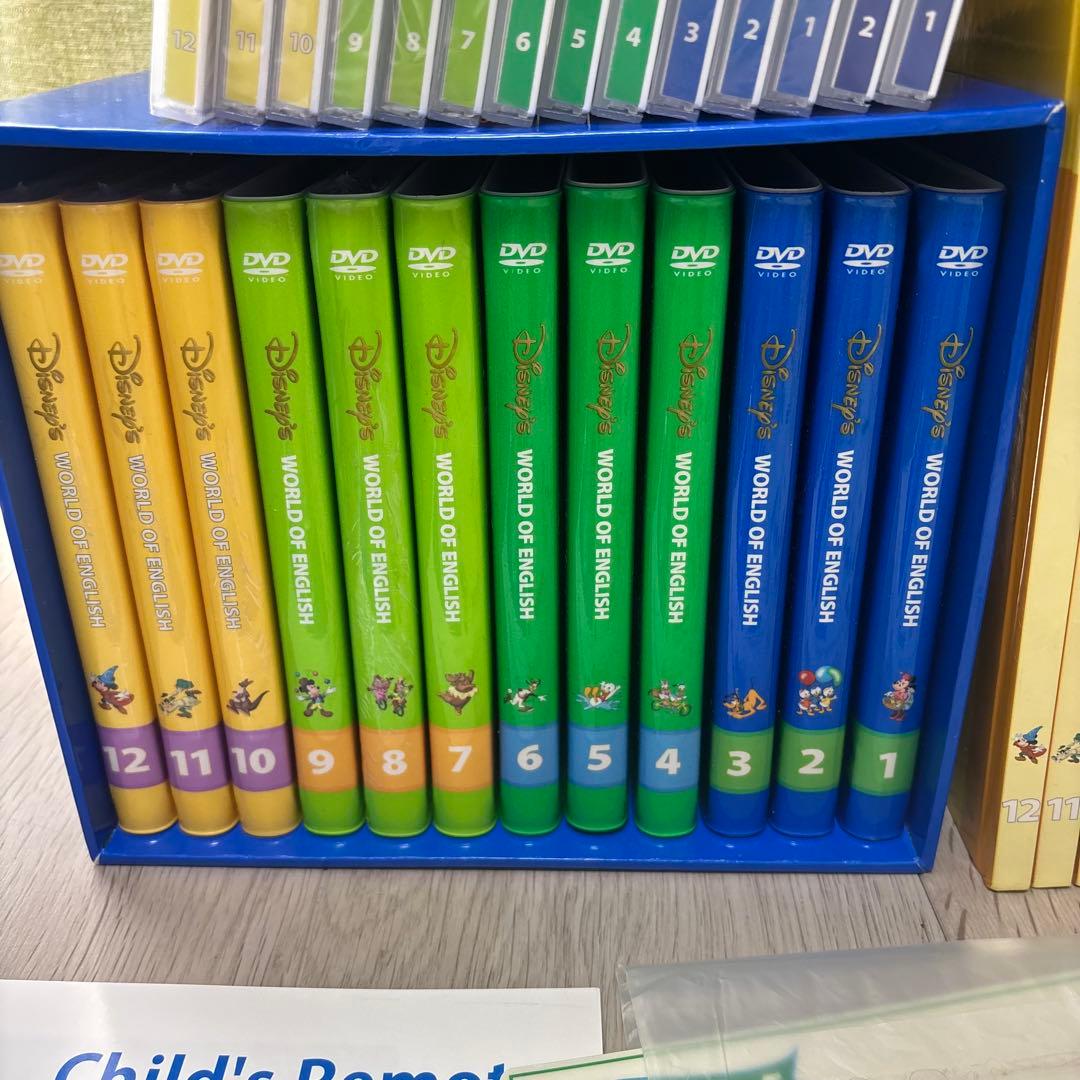 12
11
10
9
8
7
6
5
4
3
2
1
2
1
DVD VIDEO Disney's WORLD OF ENGLISH 12
DVD VIDEO Disney's WORLD OF ENGLISH 11
DVD VIDEO Disney's WORLD OF ENGLISH 10
DVD VIDEO Disney's WORLD OF ENGLISH 9
DVD VIDEO Disney's WORLD OF ENGLISH 8
DVD VIDEO Disney's WORLD OF ENGLISH 7
DVD VIDEO Disney's WORLD OF ENGLISH 6
DVD VIDEO Disney's WORLD OF ENGLISH 5
DVD VIDEO Disney's WORLD OF ENGLISH 4
DVD VIDEO Disney's WORLD OF ENGLISH 3
DVD VIDEO Disney's WORLD OF ENGLISH 2
DVD VIDEO Disney's WORLD OF ENGLISH 1
12
11
Child's